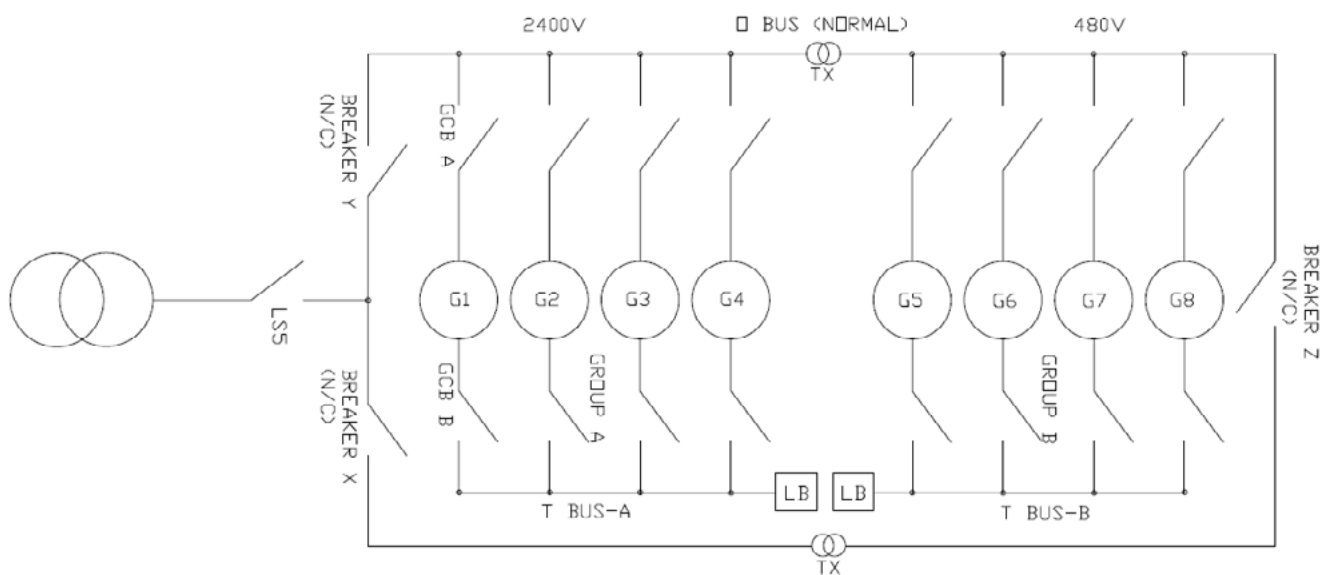 2400V
O BUS (NORMAL)
480V
TX
BREAKER Y
(N/C)
GCB A
LS5
G1
G2
G3
G4
G5
G6
G7
G8
BREAKER Z
(N/C)
BREAKER X
(N/C)
GCB B
GROUP A
GROUP B
LB
LB
T BUS-A
T BUS-B
TX